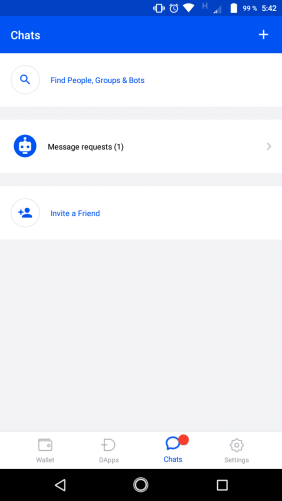 H 99 % 5:42
Chats +
Find People, Groups & Bots
Message requests (1)
Invite a Friend
Wallet DApps Chats Settings